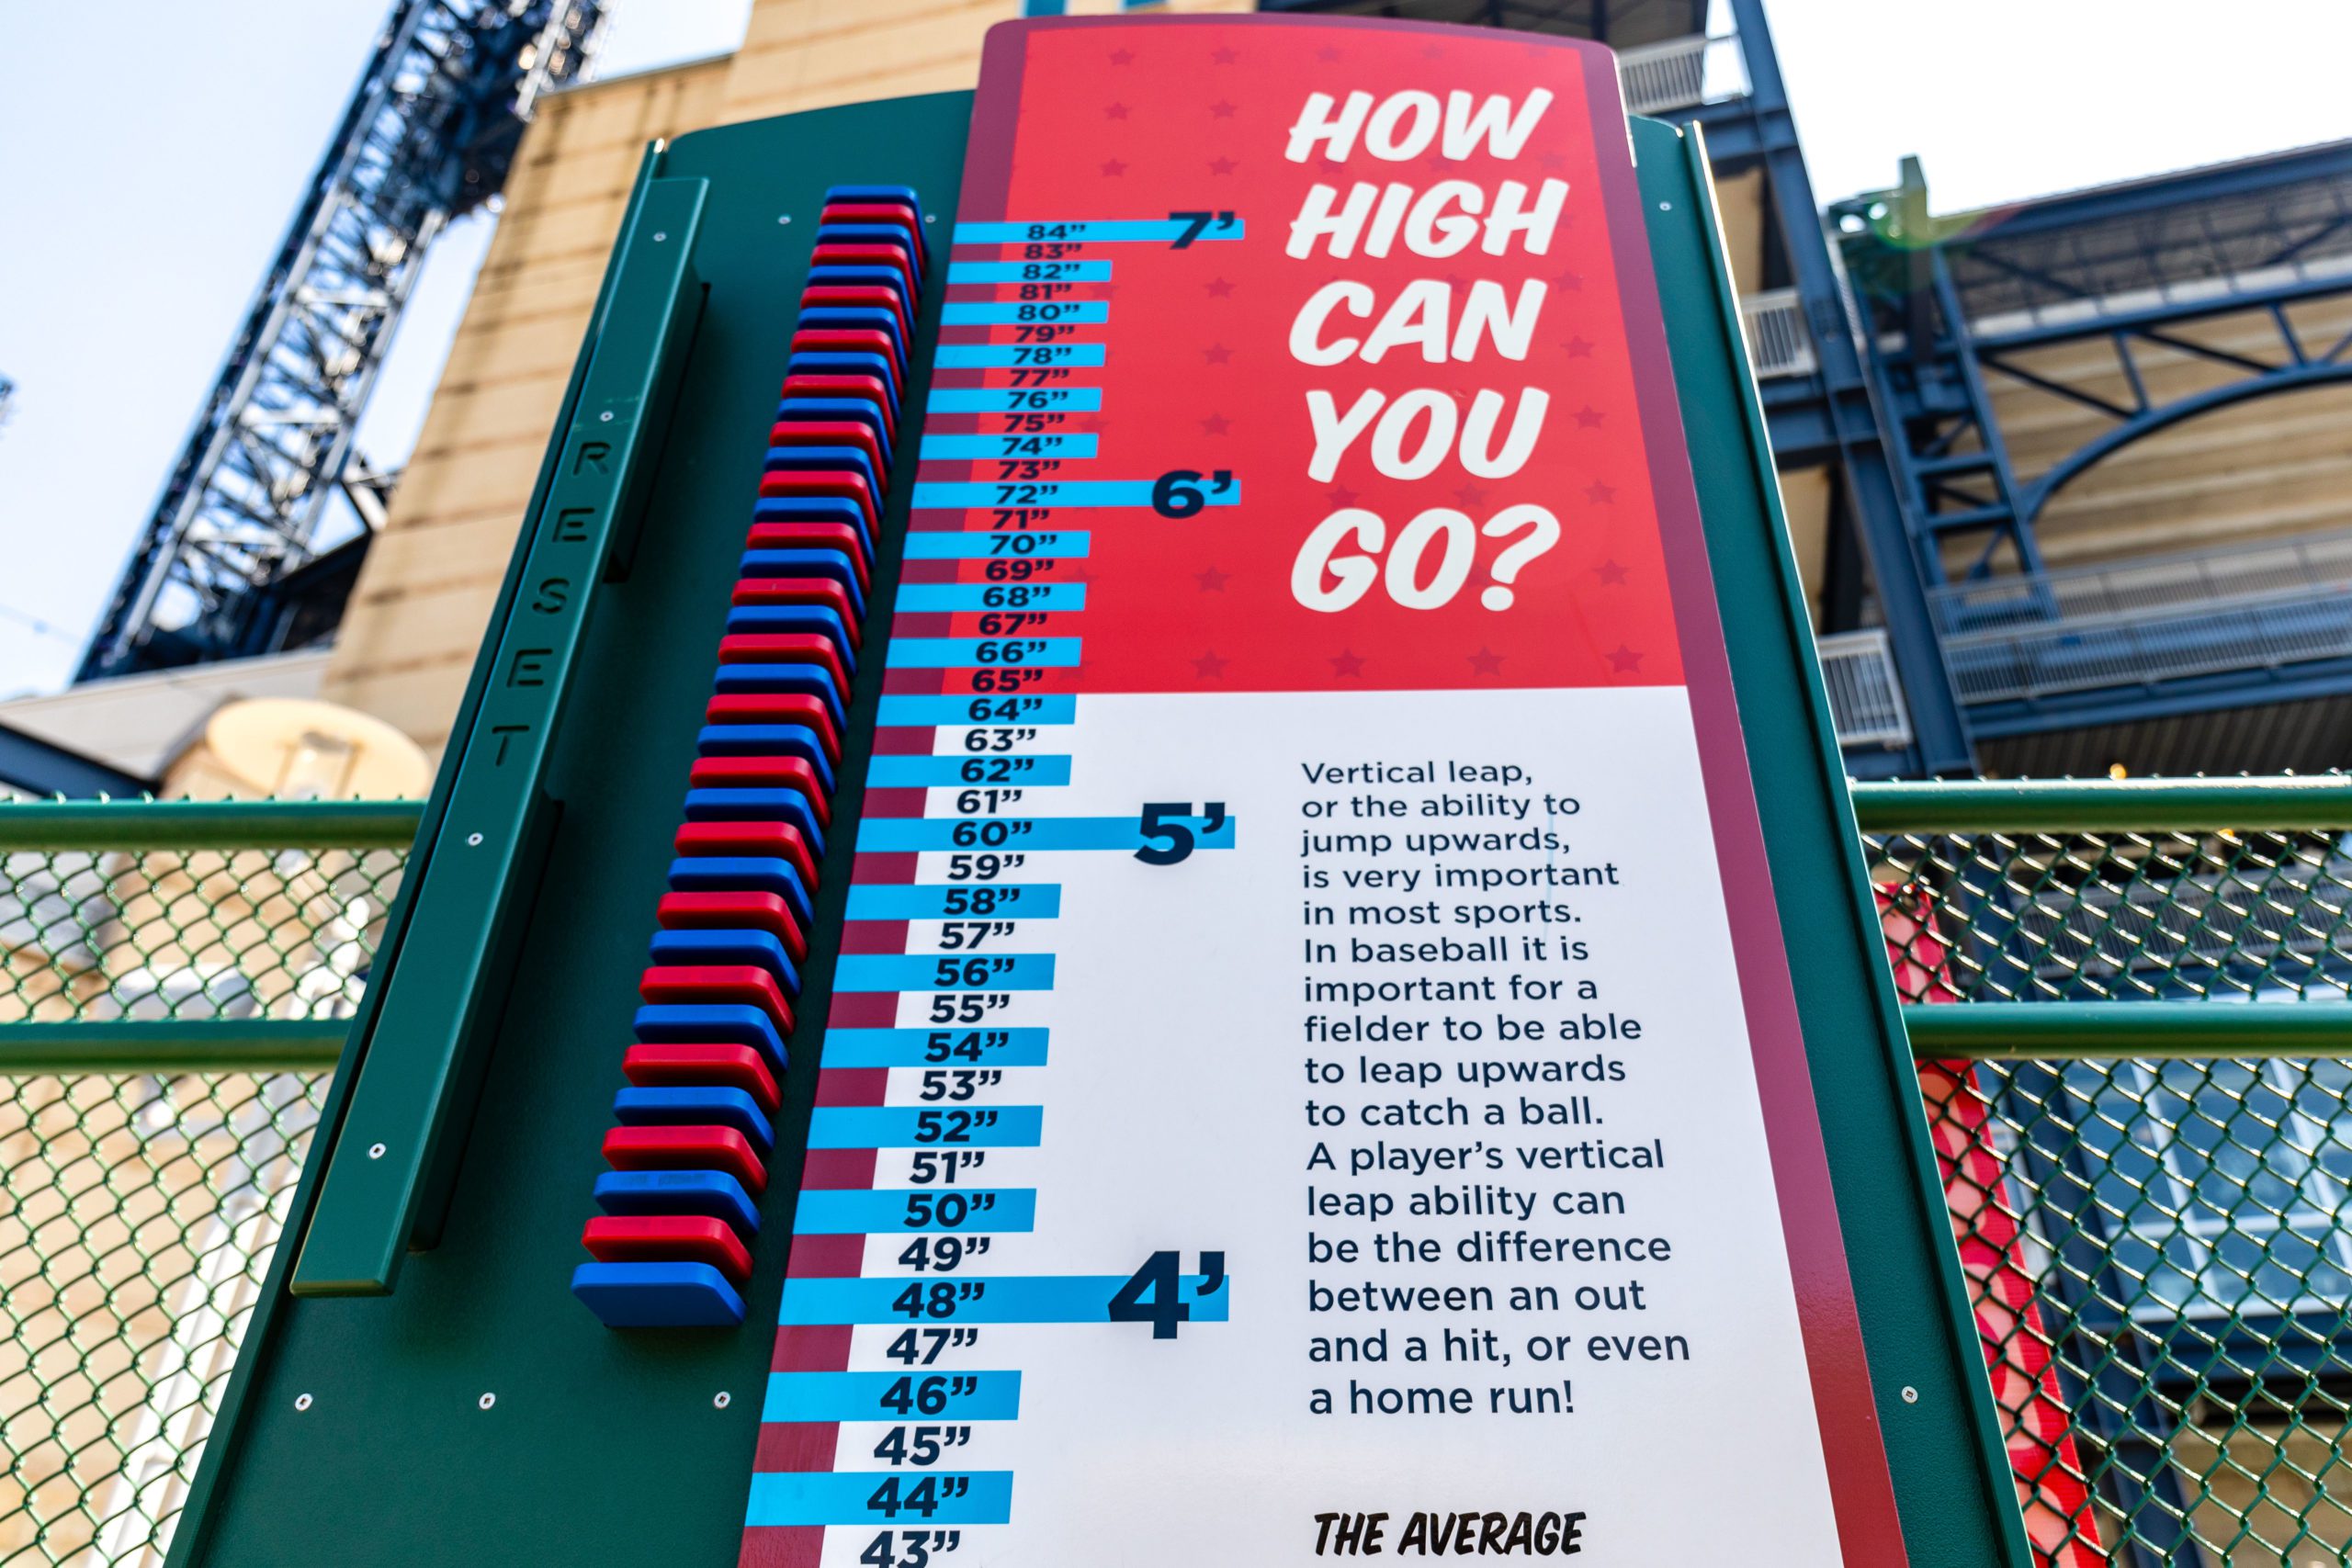 HOW
HIGH
CAN
YOU
GO?
RESET
84” 7’
83”
82”
81”
80”
79”
78”
77”
76”
75”
74”
73”
72” 6’
71”
70”
69”
68”
67”
66”
65”
64”
63”
62”
61”
60” 5’
59”
58”
57”
56”
55”
54”
53”
52”
51”
50”
49”
48” 4’
47”
46”
45”
44”
43”
Vertical leap,
or the ability to
jump upwards,
is very important
in most sports.
In baseball it is
important for a
fielder to be able
to leap upwards
to catch a ball.
A player’s vertical
leap ability can
be the difference
between an out
and a hit, or even
a home run!
THE AVERAGE